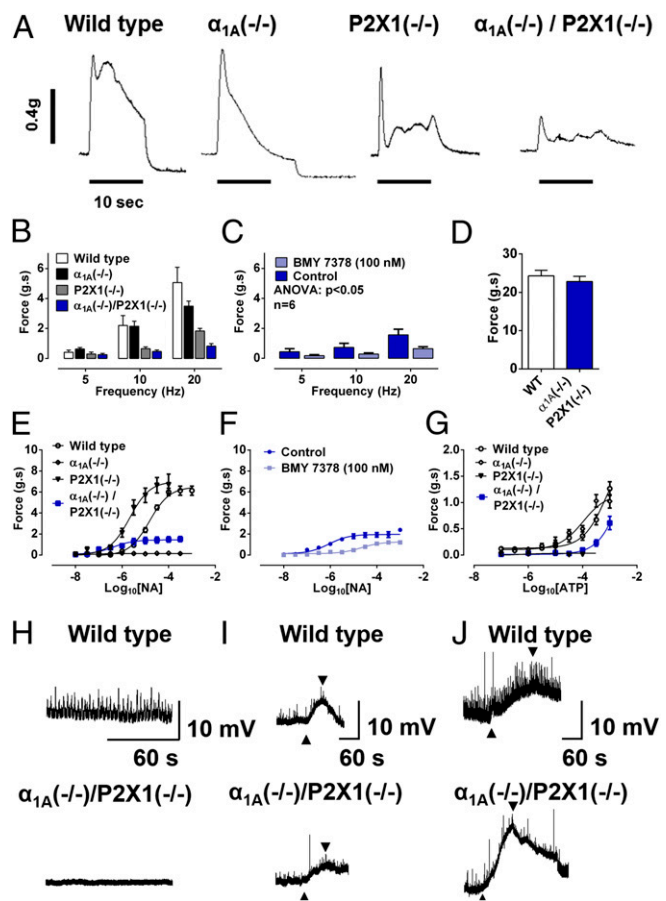 A Wild type α1A(-/-) P2X1(-/-) α1A(-/-) / P2X1(-/-)
0.4g
10 sec
B
Force (g.s)
6
4
2
0
Wild type
α1A(-/-)
P2X1(-/-)
α1A(-/-)/P2X1(-/-)
5 10 20
Frequency (Hz)
C
Force (g.s)
6
4
2
0
BMY 7378 (100 nM)
Control
ANOVA: p<0.05
n=6
5 10 20
Frequency (Hz)
D
Force (g.s)
30
20
10
0
WT
α1A(-/-)
P2X1(-/-)
E
Force (g.s)
10
8
6
4
2
0
Wild type
α1A(-/-)
P2X1(-/-)
α1A(-/-) /
P2X1(-/-)
-10 -8 -6 -4 -2
Log10[NA]
F
Force (g.s)
10
8
6
4
2
0
Control
BMY 7378 (100 nM)
-10 -8 -6 -4 -2
Log10[NA]
G
Force (g.s)
2.0
1.5
1.0
0.5
0.0
Wild type
α1A(-/-)
P2X1(-/-)
α1A(-/-) /
P2X1(-/-)
-8 -6 -4 -2
Log10[ATP]
H Wild type
10 mV
60 s
α1A(-/-)/P2X1(-/-)
I Wild type
10 mV
60 s
α1A(-/-)/P2X1(-/-)
J Wild type
10 mV
60 s
α1A(-/-)/P2X1(-/-)